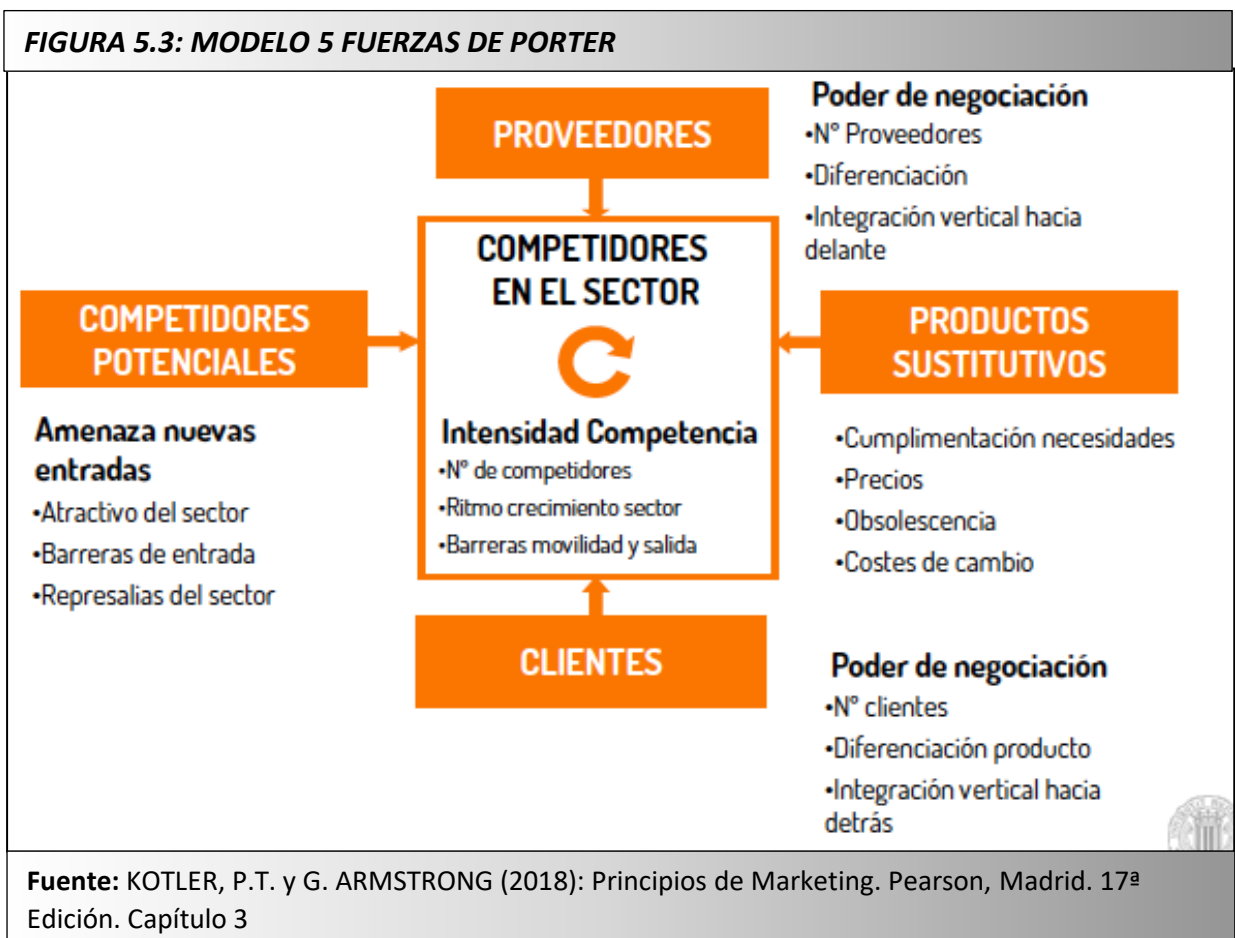 FIGURA 5.3: MODELO 5 FUERZAS DE PORTER
PROVEEDORES
Poder de negociación
•N° Proveedores
•Diferenciación
•Integración vertical hacia
delante
COMPETIDORES
POTENCIALES
Amenaza nuevas
entradas
•Atractivo del sector
•Barreras de entrada
•Represalias del sector
COMPETIDORES
EN EL SECTOR
Intensidad Competencia
•N° de competidores
•Ritmo crecimiento sector
•Barreras movilidad y salida
PRODUCTOS
SUSTITUTIVOS
•Cumplimentación necesidades
•Precios
•Obsolescencia
•Costes de cambio
CLIENTES
Poder de negociación
•N° clientes
•Diferenciación producto
•Integración vertical hacia
detrás
Fuente: KOTLER, P.T. y G. ARMSTRONG (2018): Principios de Marketing. Pearson, Madrid. 17ª
Edición. Capítulo 3